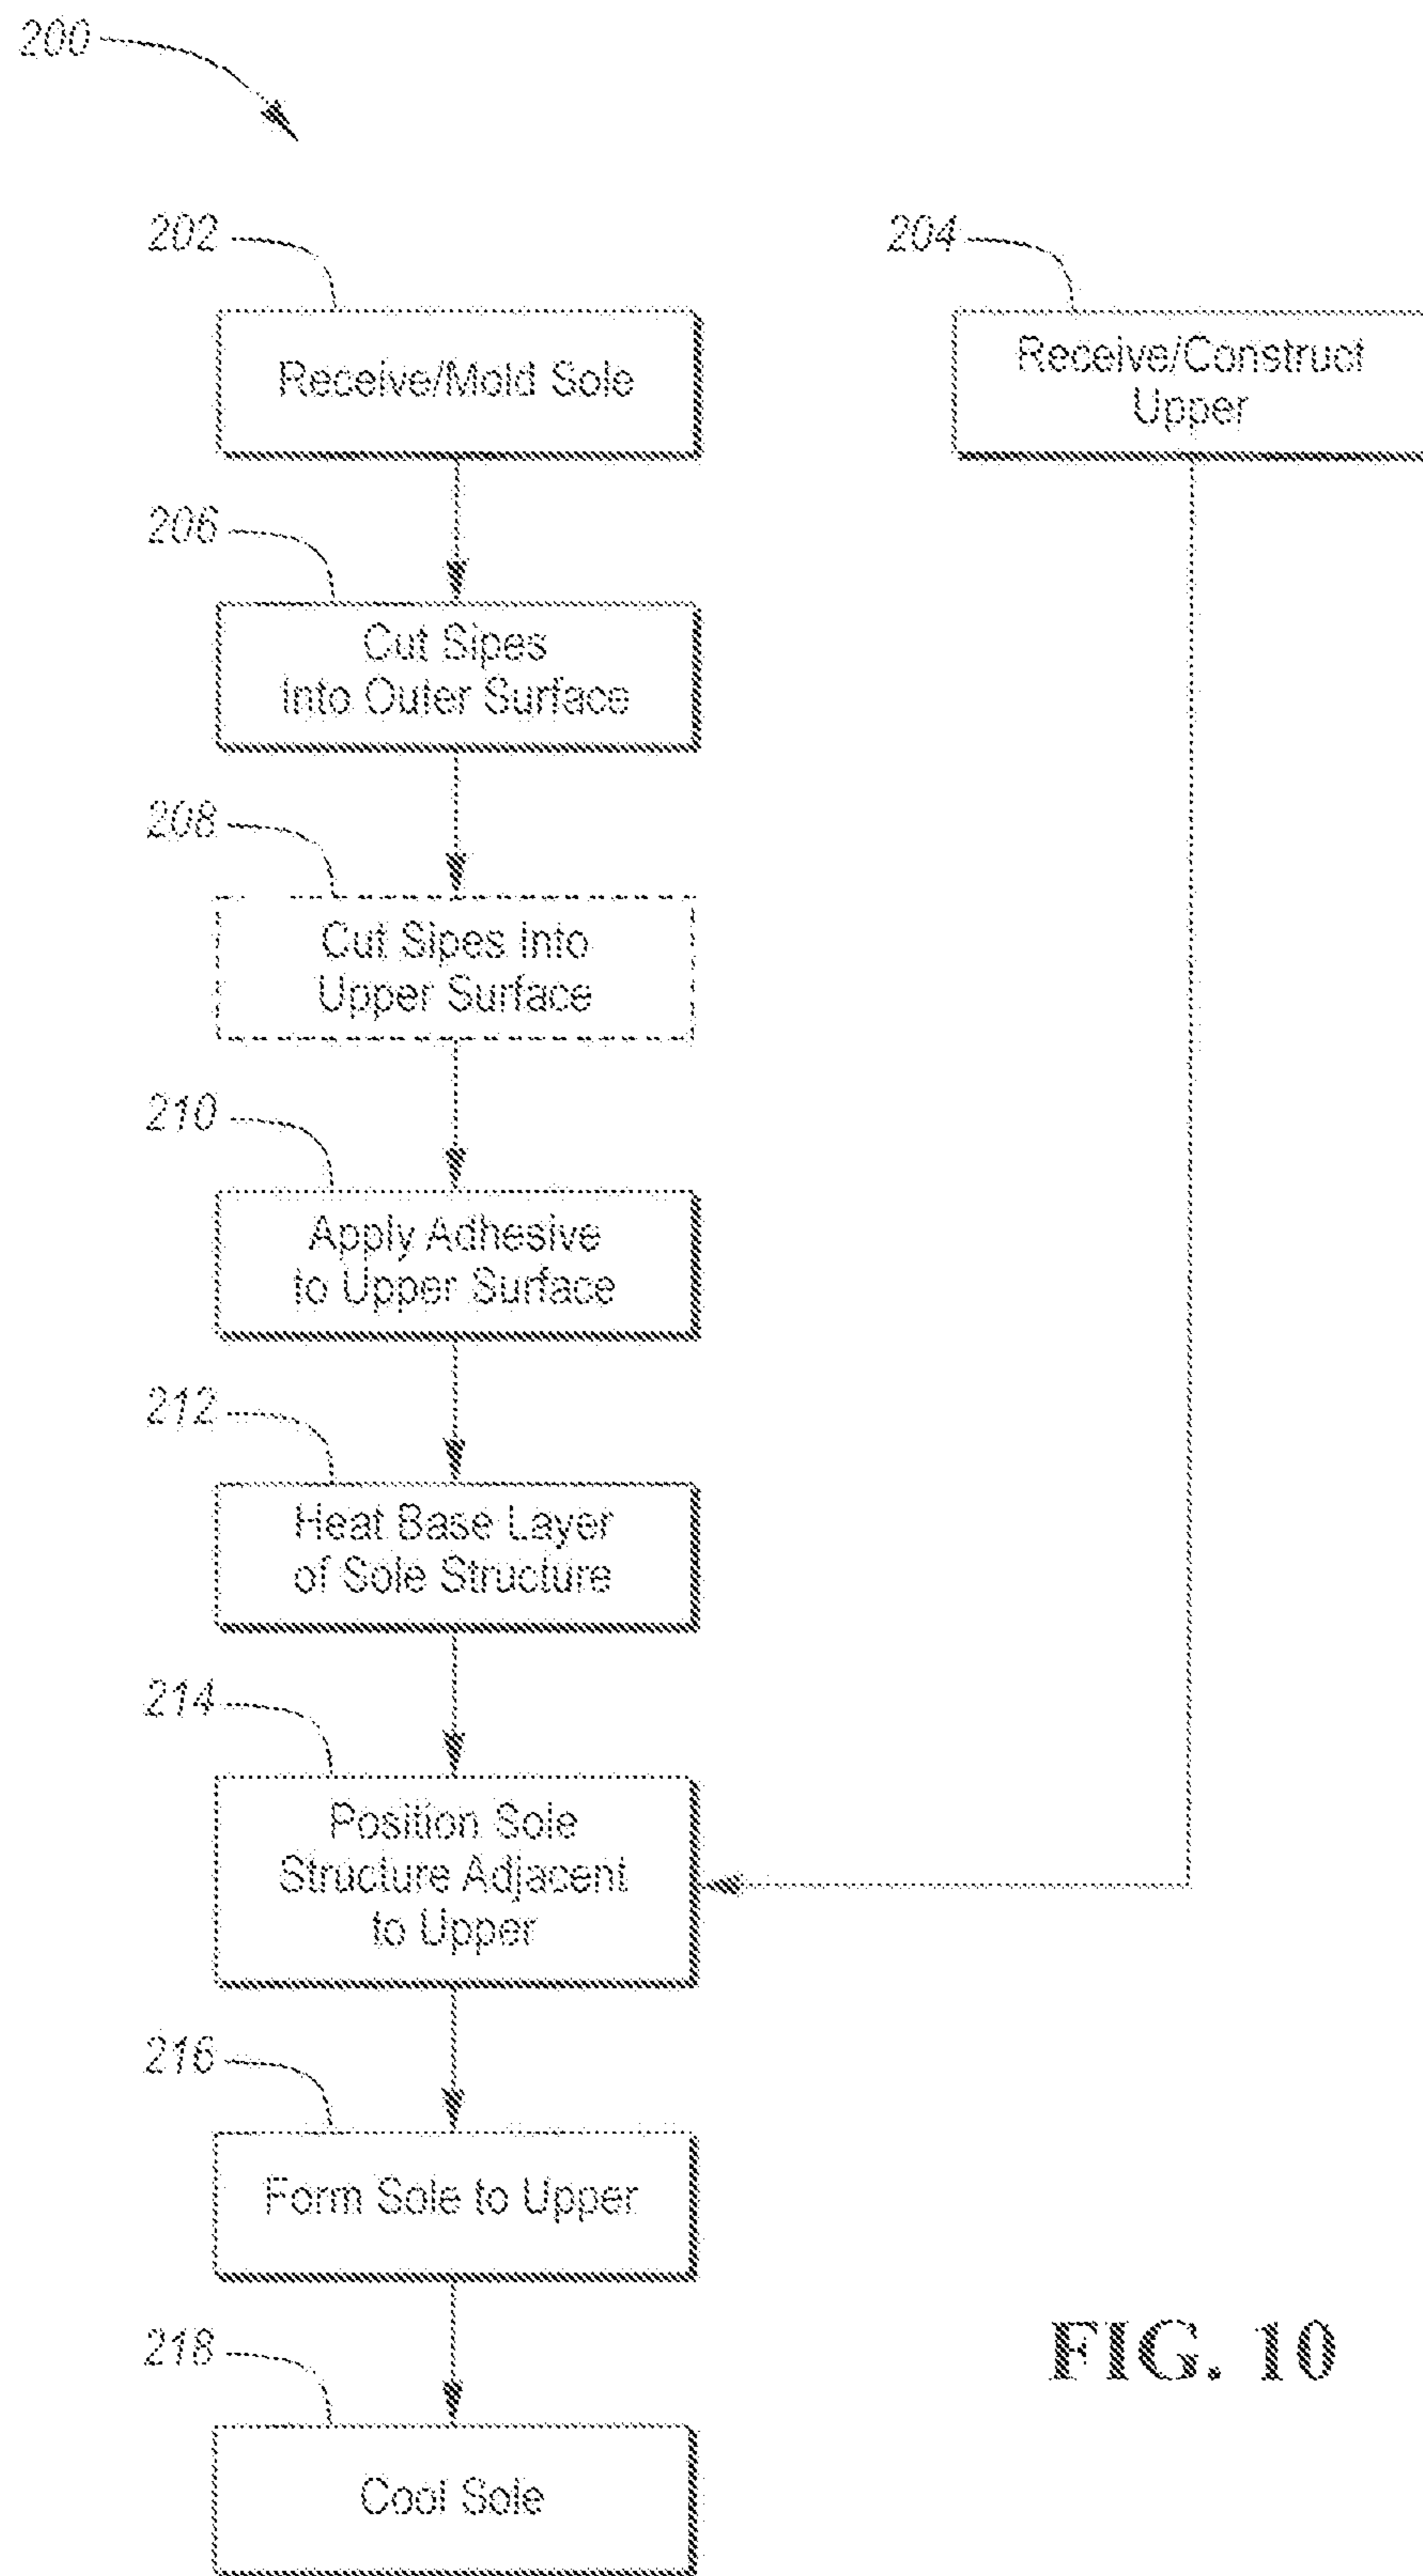 200
202
204
Receive/Mold Sole
Receive/Construct
Upper
206
Cut Sipes
Into Outer Surface
208
Cut Sipes Into
Upper Surface
210
Apply Adhesive
to Upper Surface
212
Heat Base Layer
of Sole Structure
214
Position Sole
Structure Adjacent
to Upper
216
Form Sole to Upper
218
Cool Sole
FIG. 10